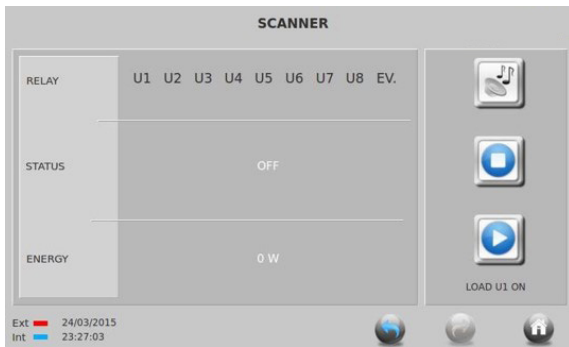 SCANNER
RELAY U1 U2 U3 U4 U5 U6 U7 U8 EV.
STATUS OFF
ENERGY 0 W
LOAD U1 ON
Ext 24/03/2015
Int 23:27:03